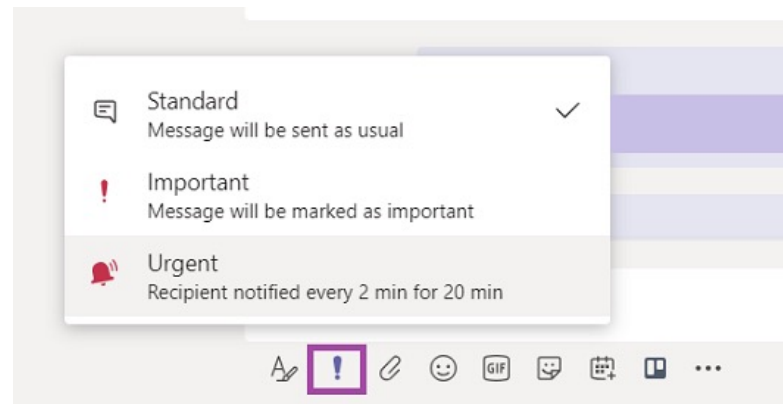 Standard
Message will be sent as usual
Important
Message will be marked as important
Urgent
Recipient notified every 2 min for 20 min
GIF